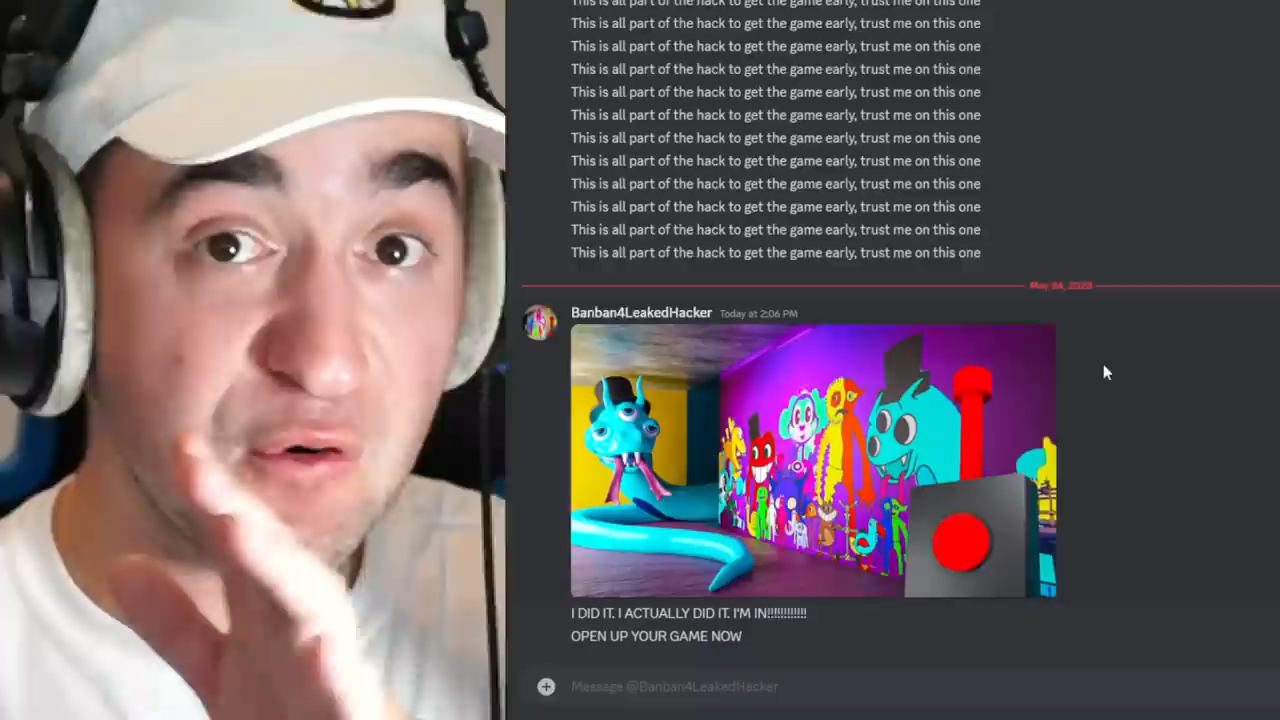 This is all part of the hack to get the game early, trust me on this one
This is all part of the hack to get the game early, trust me on this one
This is all part of the hack to get the game early, trust me on this one
This is all part of the hack to get the game early, trust me on this one
This is all part of the hack to get the game early, trust me on this one
This is all part of the hack to get the game early, trust me on this one
This is all part of the hack to get the game early, trust me on this one
This is all part of the hack to get the game early, trust me on this one
This is all part of the hack to get the game early, trust me on this one
This is all part of the hack to get the game early, trust me on this one
This is all part of the hack to get the game early, trust me on this one
This is all part of the hack to get the game early, trust me on this one
May 24, 2023
Banban4LeakedHacker Today at 2:06 PM
I DID IT. I ACTUALLY DID IT. I'M IN!!!!!!!!!!!!
OPEN UP YOUR GAME NOW
Message @Banban4LeakedHacker